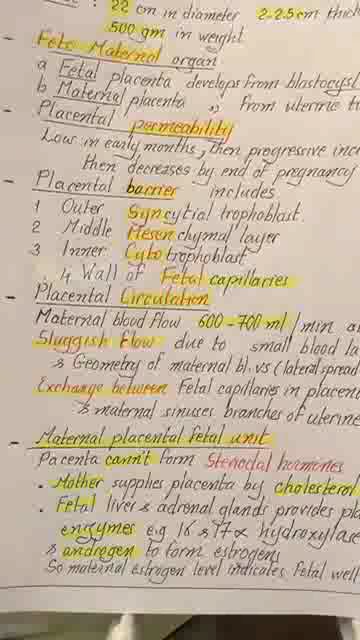 : 22 cm in diameter 2-2.5 cm thick
500 gm in weight
- Feto-Maternal organ
a Fetal placenta develops from blastocyst
b Maternal placenta ,, from uterine
- Placental permeability
Low in early months, then progressive incr
then decreases by end of pregnancy
- Placental barrier includes
1 Outer Syncytial trophoblast.
2 Middle Mesenchymal layer
3 Inner Cytotrophoblast
4 Wall of Fetal capillaries
- Placental Circulation
Maternal blood flow 600-700 ml/min
Sluggish flow due to small blood
& Geometry of maternal bl. vs (lateral spread
Exchange between Fetal capillaries in placen
& maternal sinuses branches of uterine
- Maternal placental fetal unit
Pacenta cann't form Steroidal hormones
. Mother supplies placenta by cholesterol
. Fetal liver & adrenal glands provides pla
enzymes e.g 16 & 17α hydroxylase
& androgen to form estrogens
So maternal estrogen level indicates Fetal well